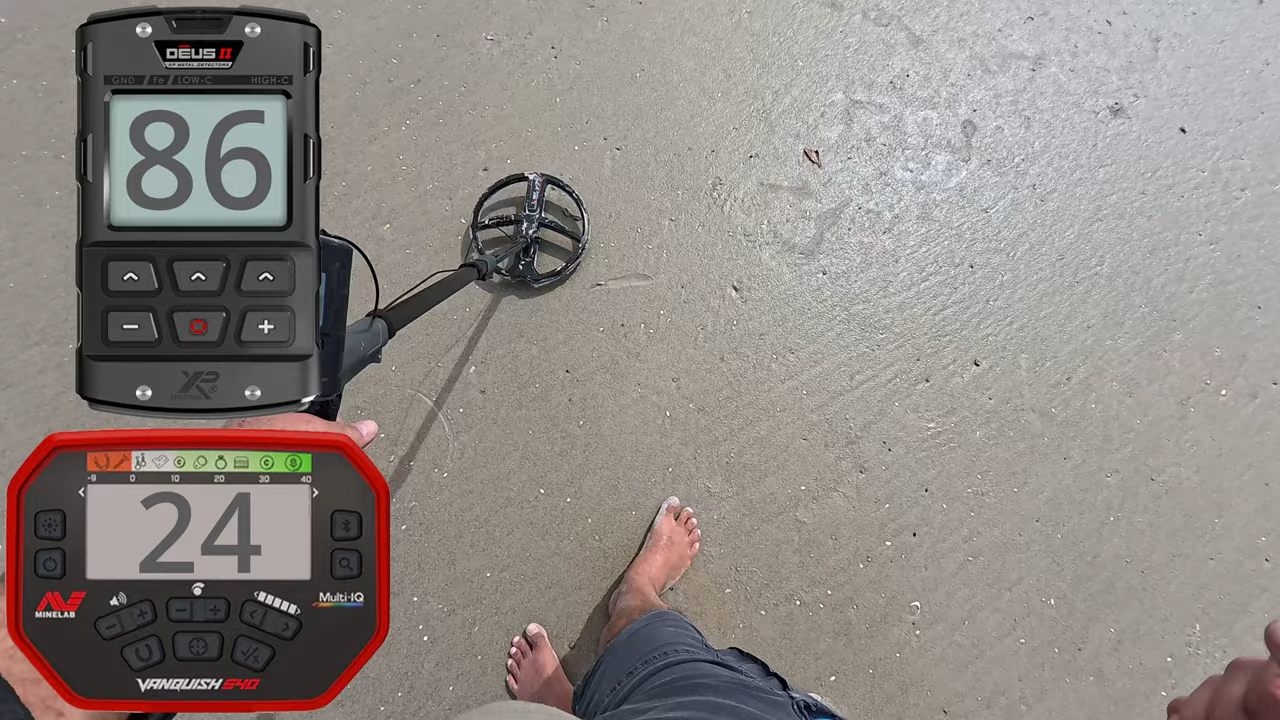 DEUS II
XP METAL DETECTORS
GND / Fe / LOW-C HIGH-C
86
XP
-9 0 10 20 30 40
24
MINELAB
Multi-IQ
VANQUISH 540